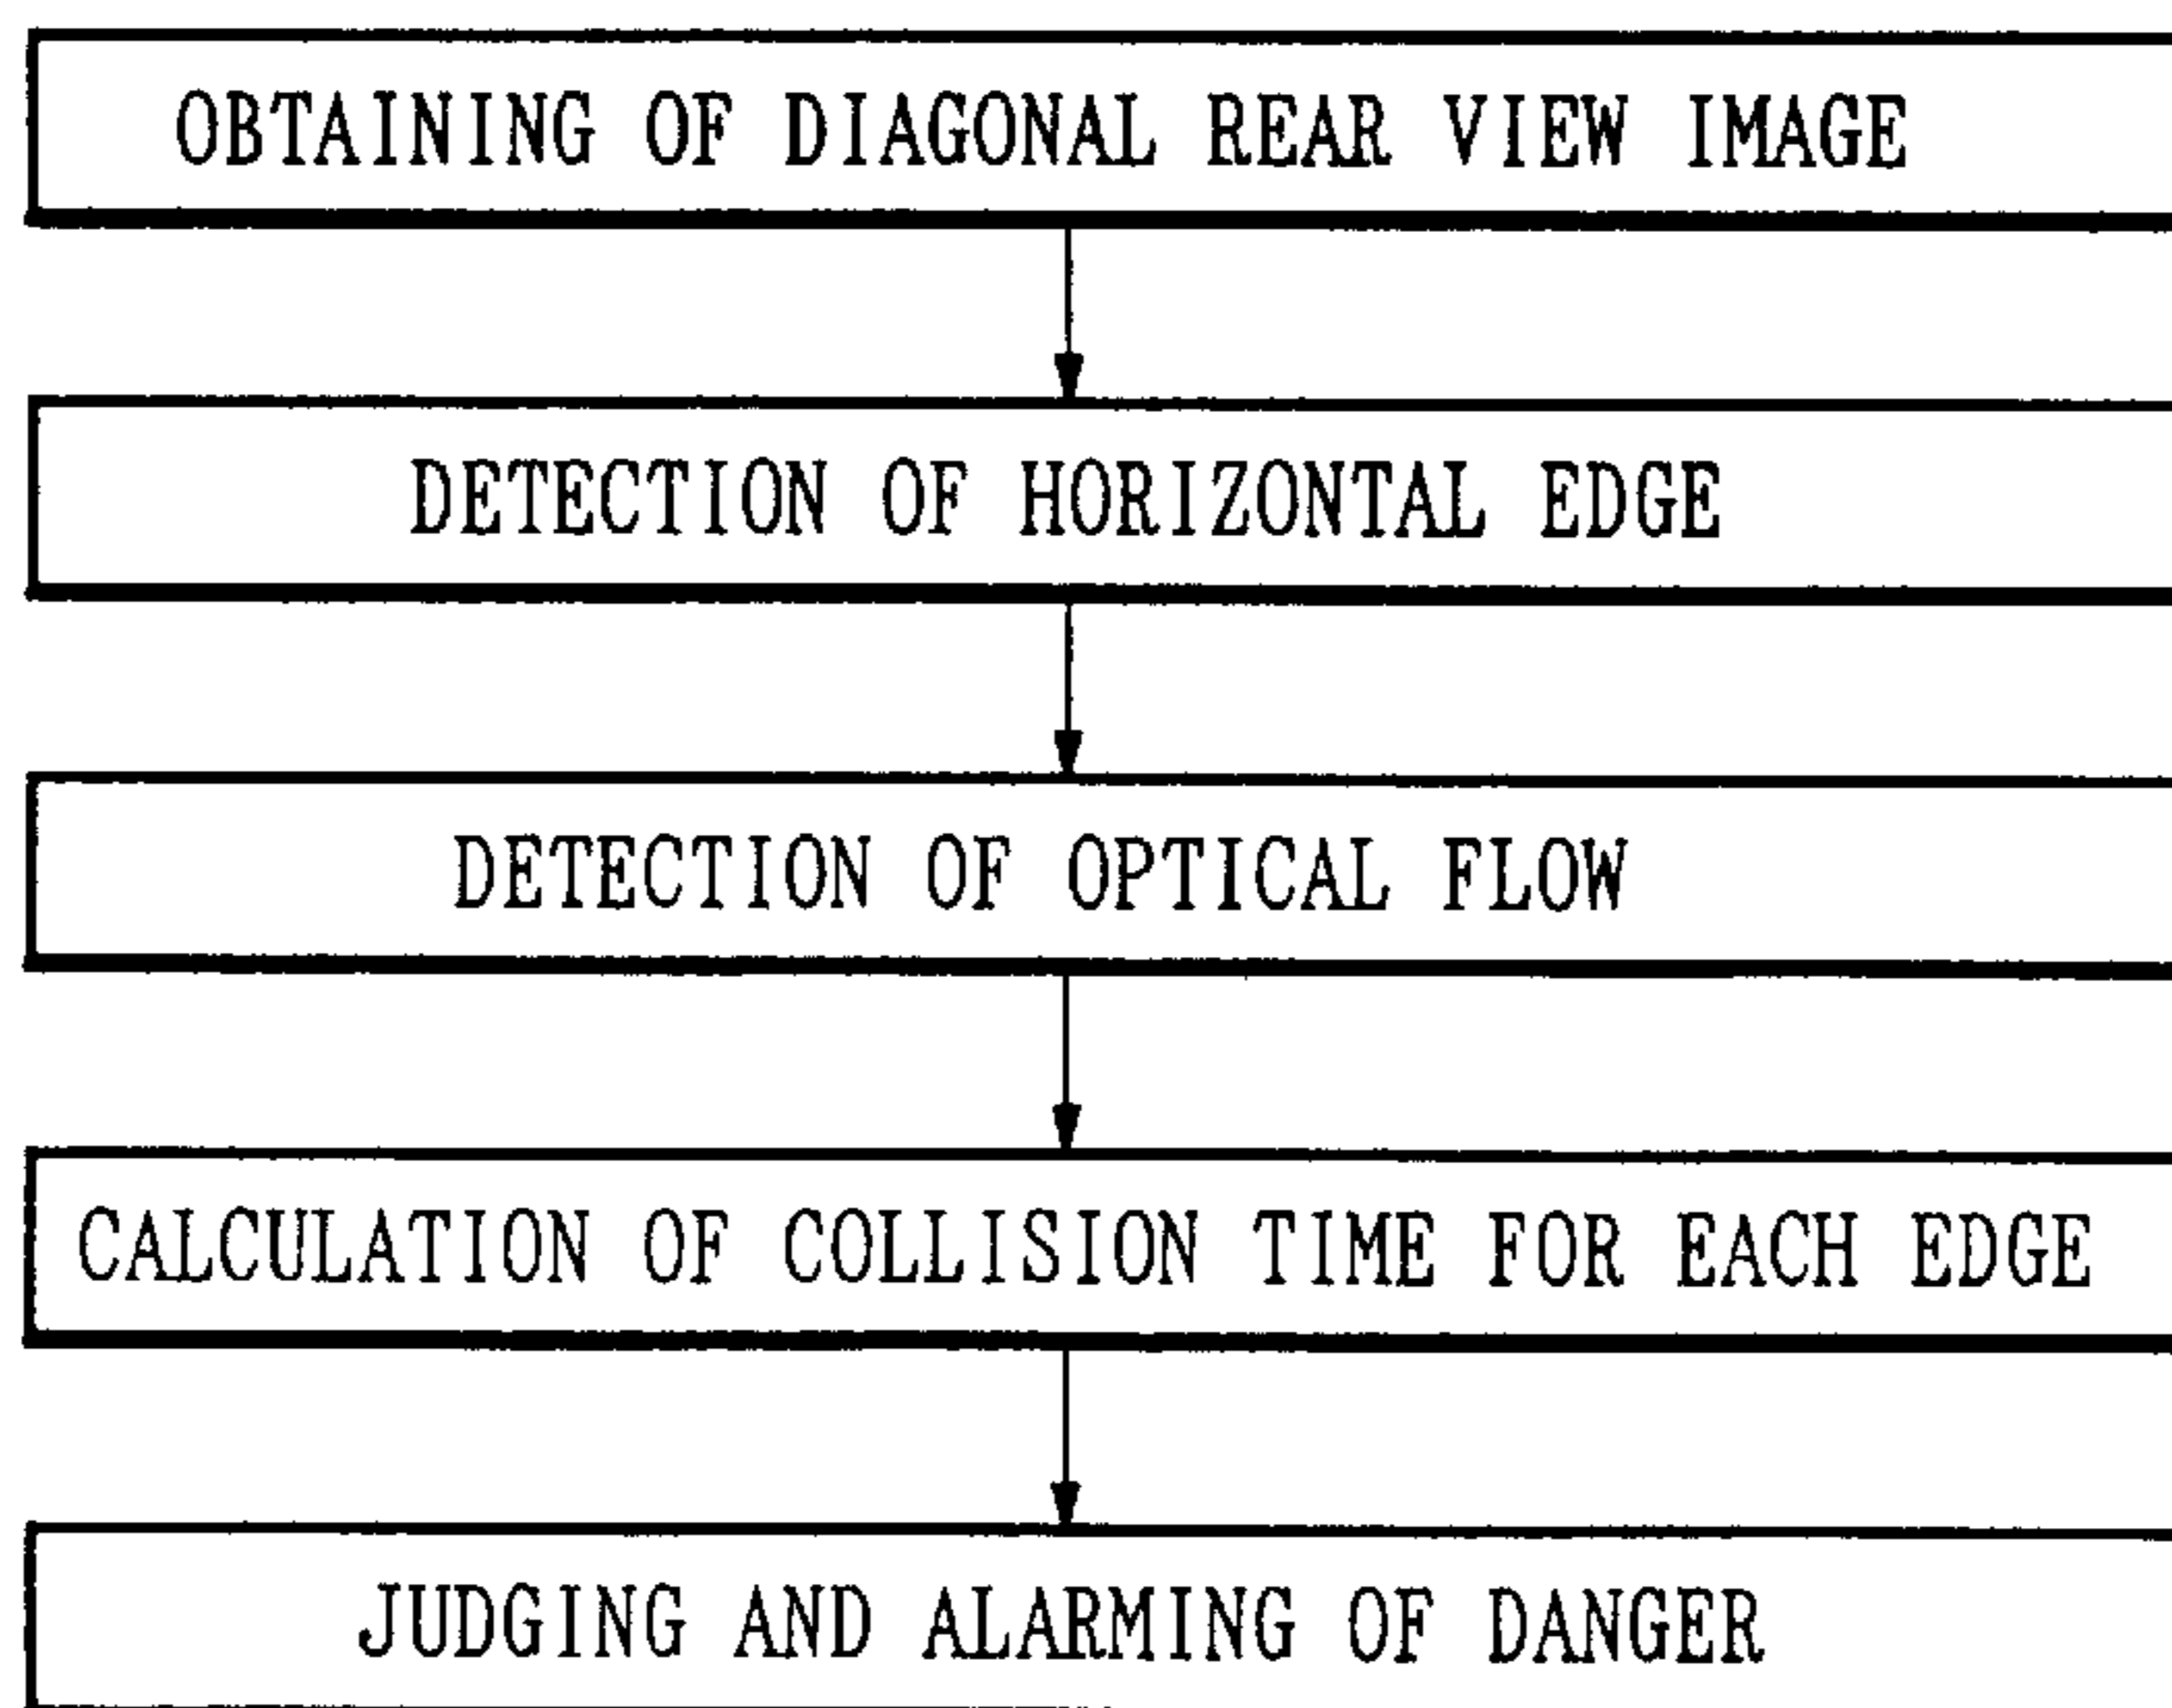 OBTAINING OF DIAGONAL REAR VIEW IMAGE
DETECTION OF HORIZONTAL EDGE
DETECTION OF OPTICAL FLOW
CALCULATION OF COLLISION TIME FOR EACH EDGE
JUDGING AND ALARMING OF DANGER